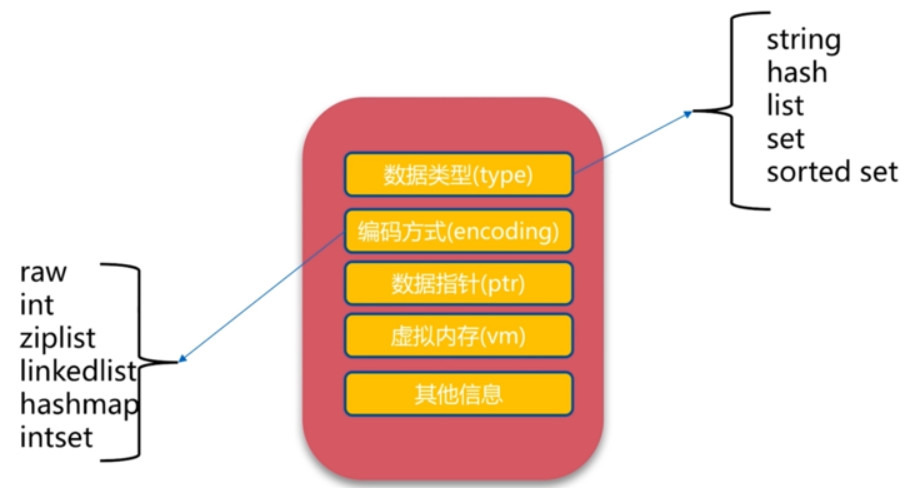 string
hash
list
set
sorted set
数据类型(type)
编码方式(encoding)
数据指针(ptr)
虚拟内存(vm)
其他信息
raw
int
ziplist
linkedlist
hashmap
intset